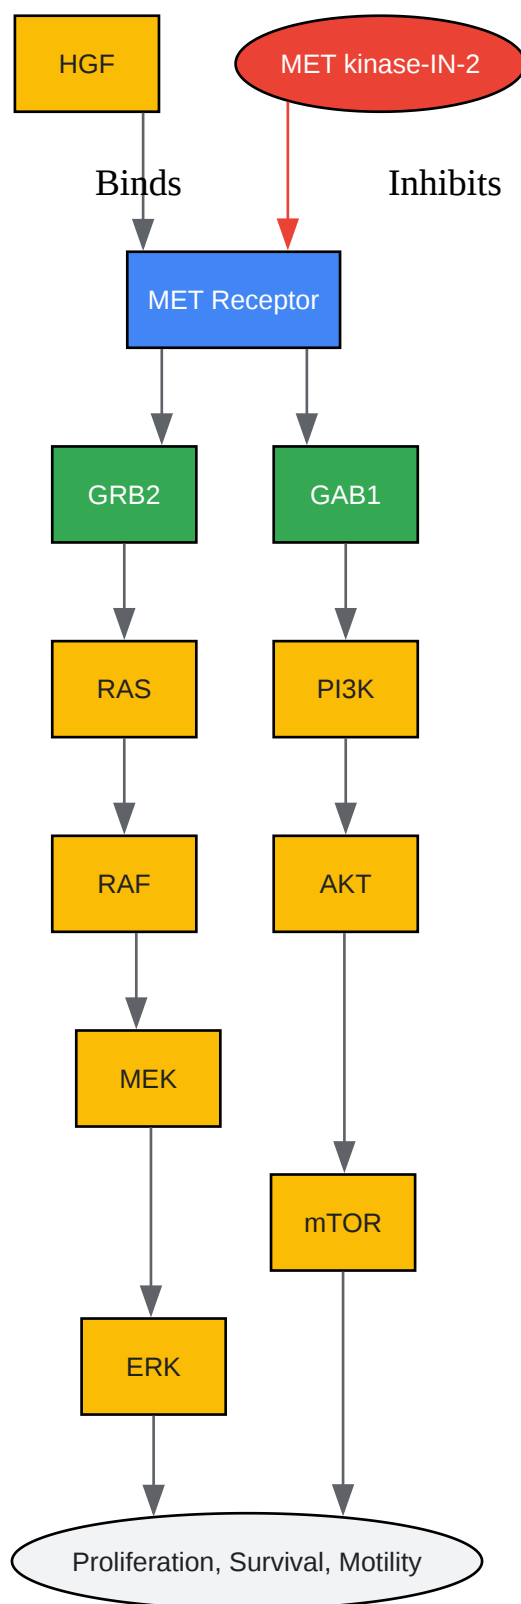 HGF
MET kinase-IN-2
Binds
Inhibits
MET Receptor
GRB2
GAB1
RAS
PI3K
RAF
AKT
MEK
mTOR
ERK
Proliferation, Survival, Motility